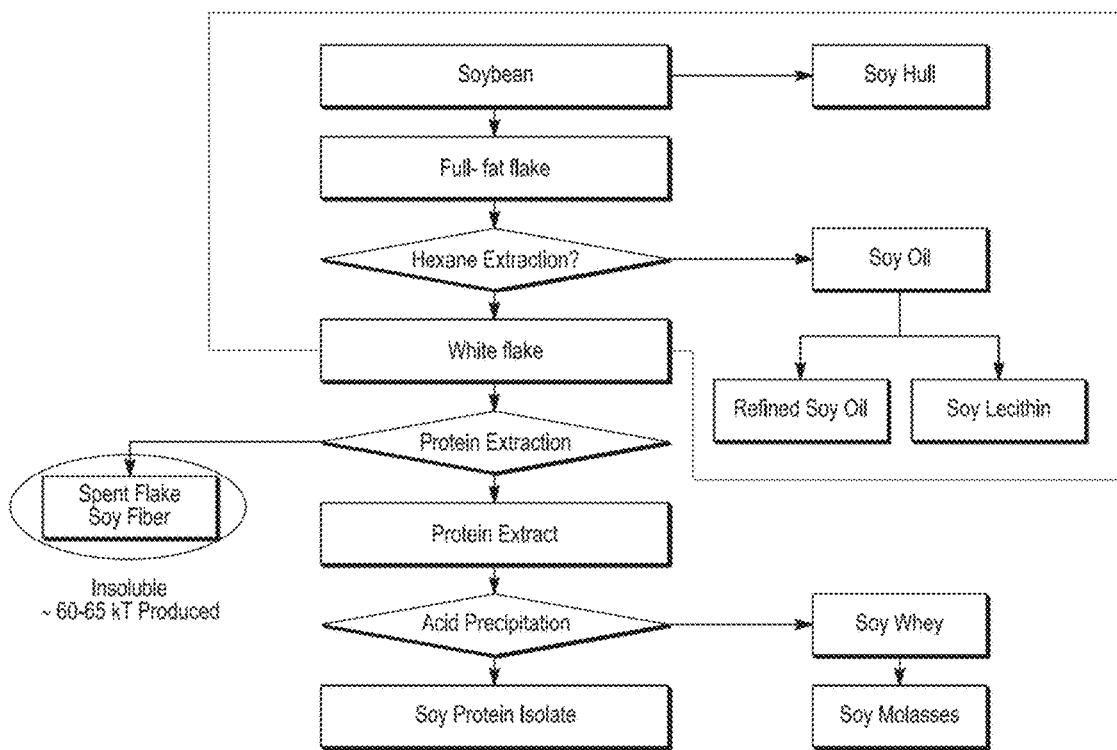 Soybean
Soy Hull
Full- fat flake
Hexane Extraction?
Soy Oil
White flake
Refined Soy Oil
Soy Lecithin
Protein Extraction
Spent Flake
Soy Fiber
Protein Extract
Insoluble
~ 60-65 kT Produced
Acid Precipitation
Soy Whey
Soy Protein Isolate
Soy Molasses